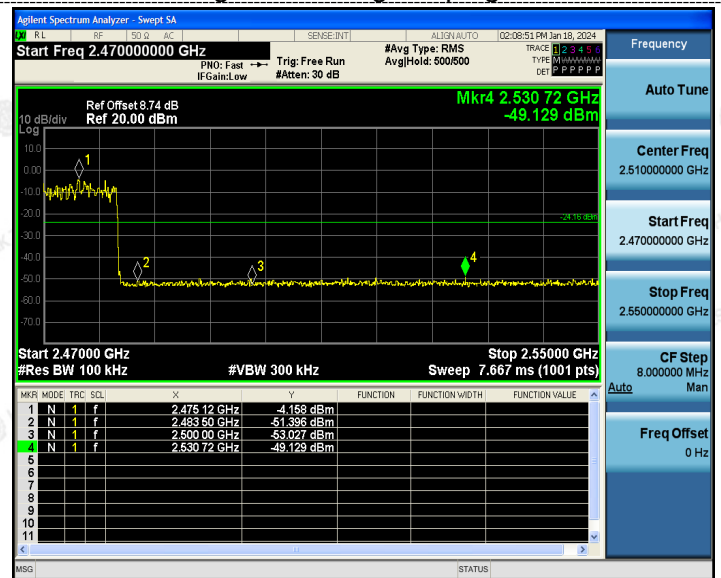 Agilent Spectrum Analyzer - Swept SA
LXI RL RF 50 Ω AC SENSE:INT ALIGN AUTO 02:08:51 PM Jan 18, 2024
Start Freq 2.470000000 GHz
PNO: Fast
IFGain:Low
Trig: Free Run
#Atten: 30 dB
#Avg Type: RMS
Avg|Hold: 500/500
TRACE 1 2 3 4 5 6
TYPE MWWWWW
DET P P P P P P
Mkr4 2.530 72 GHz
-49.129 dBm
Ref Offset 8.74 dB
10 dB/div Ref 20.00 dBm
Log
10.0
0.00
-10.0
-20.0
-30.0
-40.0
-50.0
-60.0
-70.0
1
2
3
4
-24.16 dBm
Start 2.47000 GHz Stop 2.55000 GHz
#Res BW 100 kHz #VBW 300 kHz Sweep 7.667 ms (1001 pts)
MKR MODE TRC SCL X Y FUNCTION FUNCTION WIDTH FUNCTION VALUE
1 N 1 f 2.475 12 GHz -4.158 dBm
2 N 1 f 2.483 50 GHz -51.396 dBm
3 N 1 f 2.500 00 GHz -53.027 dBm
4 N 1 f 2.530 72 GHz -49.129 dBm
5
6
7
8
9
10
11
MSG STATUS
Frequency
Auto Tune
Center Freq
2.510000000 GHz
Start Freq
2.470000000 GHz
Stop Freq
2.550000000 GHz
CF Step
8.000000 MHz
Auto Man
Freq Offset
0 Hz